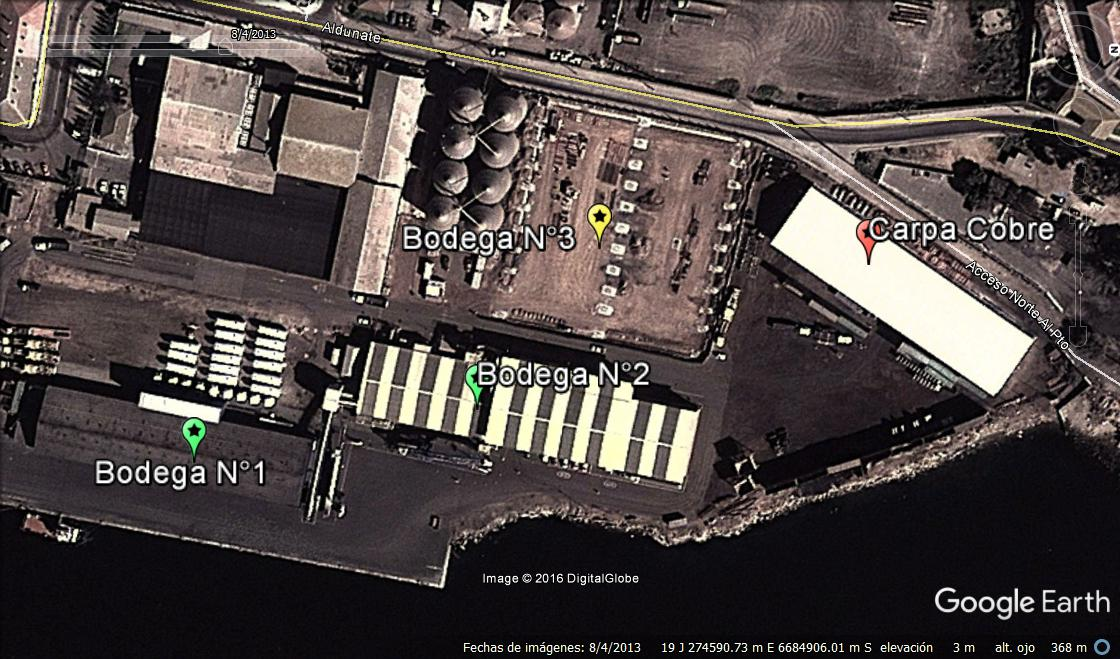 8/4/2013
Aldunate
Carpa Cobre
Bodega N°3
Acceso Norte Al Pto
Bodega N°2
Bodega N°1
Image © 2016 DigitalGlobe
Google Earth
Fechas de imágenes: 8/4/2013 19 J 274590.73 m E 6684906.01 m S elevación 3 m alt. ojo 368 m